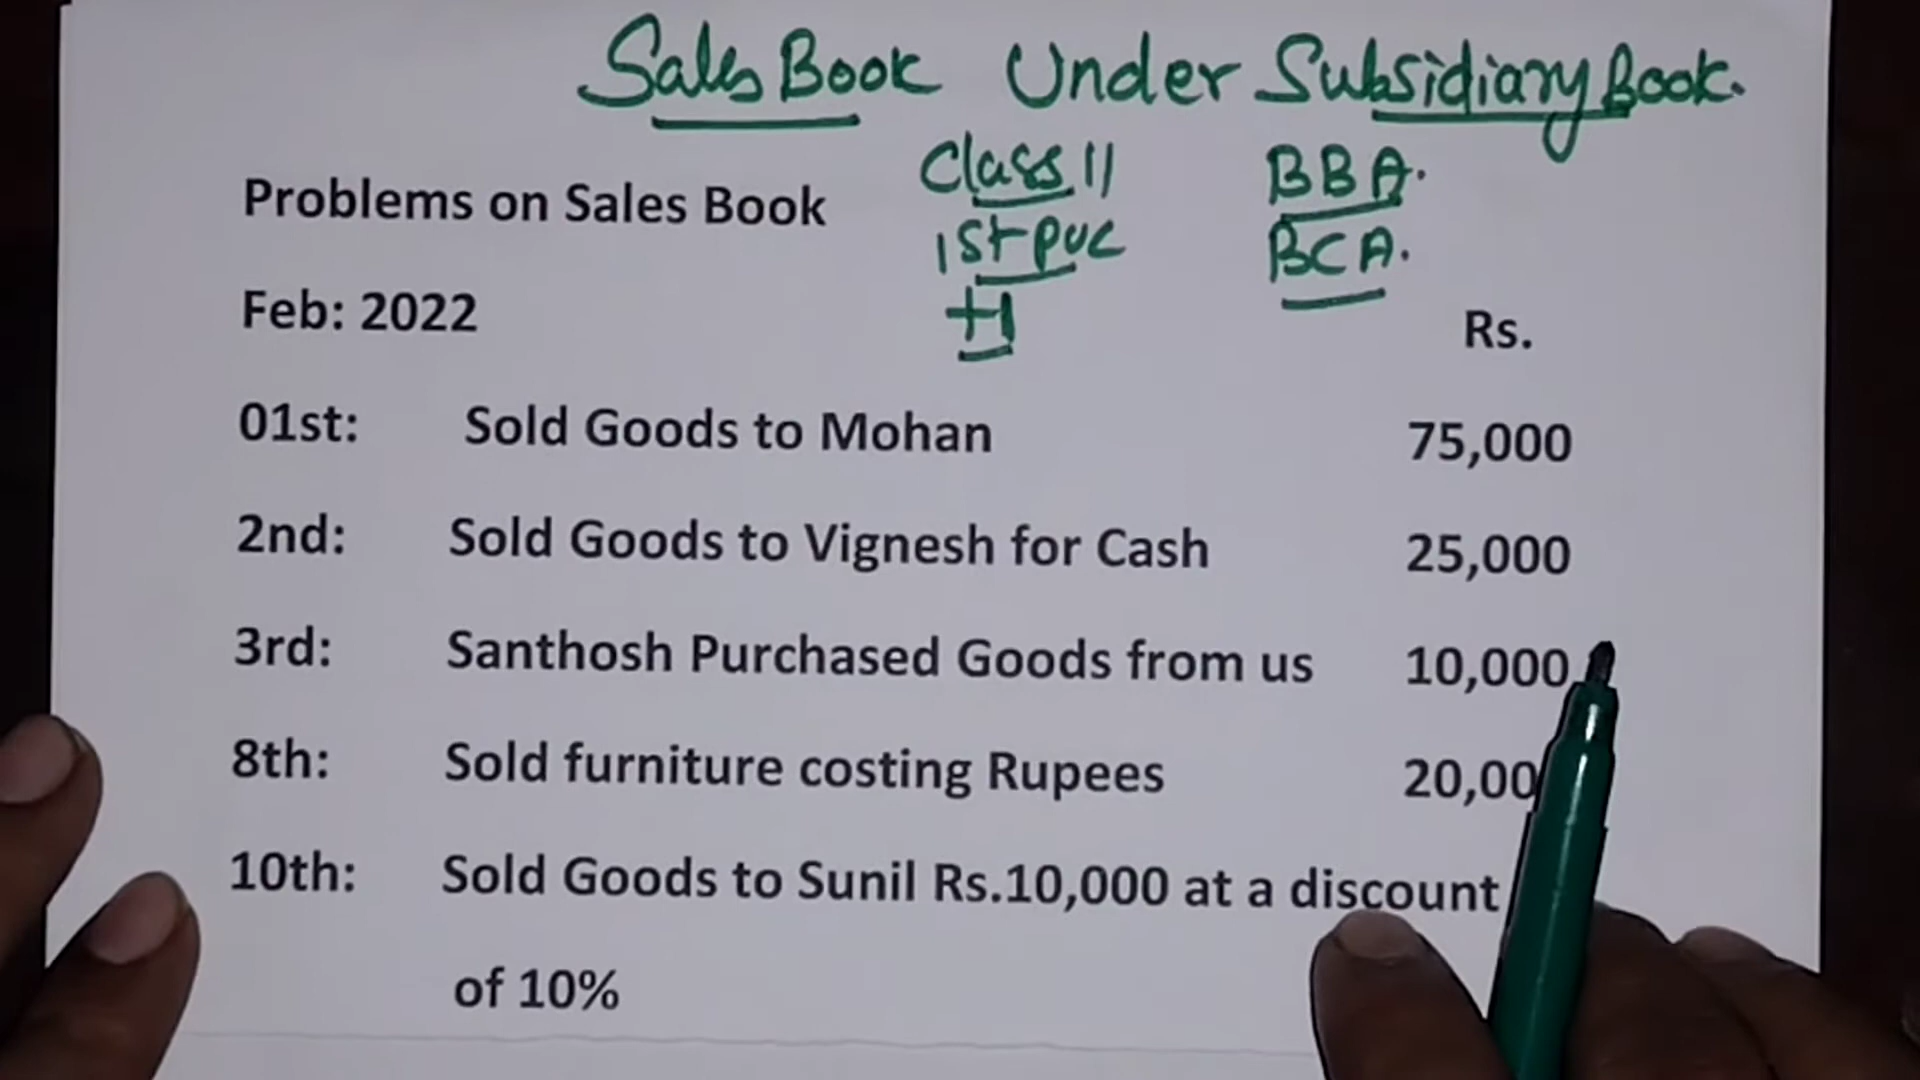 Sales Book Under Subsidiary Book.
Class 11 BBA.
Problems on Sales Book
1st PUC BCA.
Feb: 2022
+1
Rs.
01st: Sold Goods to Mohan 75,000
2nd: Sold Goods to Vignesh for Cash 25,000
3rd: Santhosh Purchased Goods from us 10,000
8th: Sold furniture costing Rupees 20,00
10th: Sold Goods to Sunil Rs.10,000 at a discount
of 10%